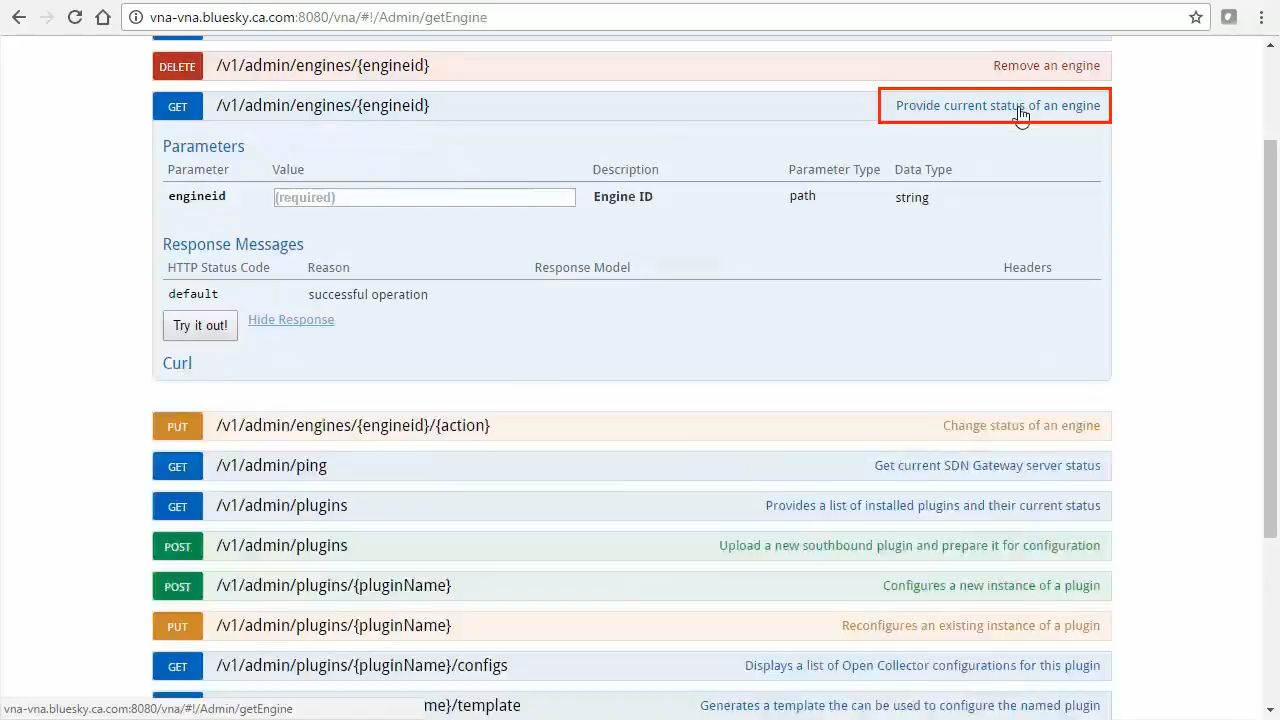 vna-vna.bluesky.ca.com:8080/vna/#!/Admin/getEngine
DELETE /v1/admin/engines/{engineid} Remove an engine
GET /v1/admin/engines/{engineid} Provide current status of an engine
Parameters
Parameter Value Description Parameter Type Data Type
engineid (required) Engine ID path string
Response Messages
HTTP Status Code Reason Response Model Headers
default successful operation
Try it out! Hide Response
Curl
PUT /v1/admin/engines/{engineid}/{action} Change status of an engine
GET /v1/admin/ping Get current SDN Gateway server status
GET /v1/admin/plugins Provides a list of installed plugins and their current status
POST /v1/admin/plugins Upload a new southbound plugin and prepare it for configuration
POST /v1/admin/plugins/{pluginName} Configures a new instance of a plugin
PUT /v1/admin/plugins/{pluginName} Reconfigures an existing instance of a plugin
GET /v1/admin/plugins/{pluginName}/configs Displays a list of Open Collector configurations for this plugin
me}/template Generates a template the can be used to configure the named plugin
vna-vna.bluesky.ca.com:8080/vna/#!/Admin/getEngine